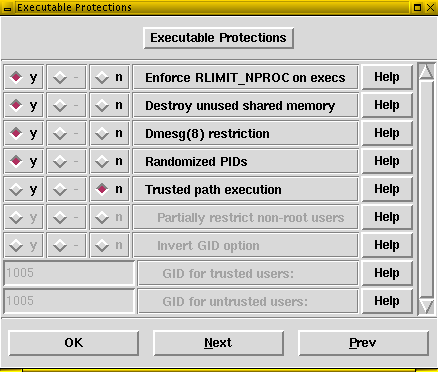 Executable Protections
Executable Protections
y - n Enforce RLIMIT_NPROC on execs Help
y - n Destroy unused shared memory Help
y - n Dmesg(8) restriction Help
y - n Randomized PIDs Help
y - n Trusted path execution Help
y - n Partially restrict non-root users Help
y - n Invert GID option Help
1005 GID for trusted users: Help
1005 GID for untrusted users: Help
OK Next Prev